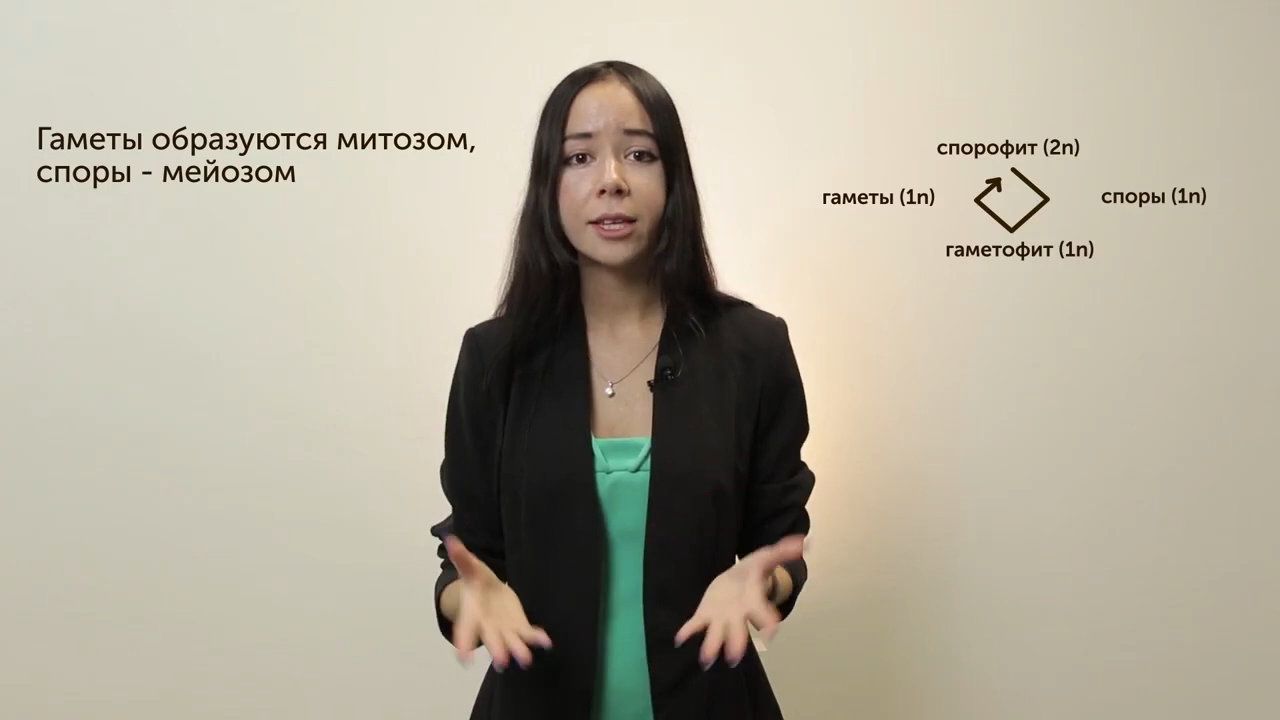 Гаметы образуются митозом,
споры - мейозом
спорофит (2n)
гаметы (1n)
споры (1n)
гаметофит (1n)